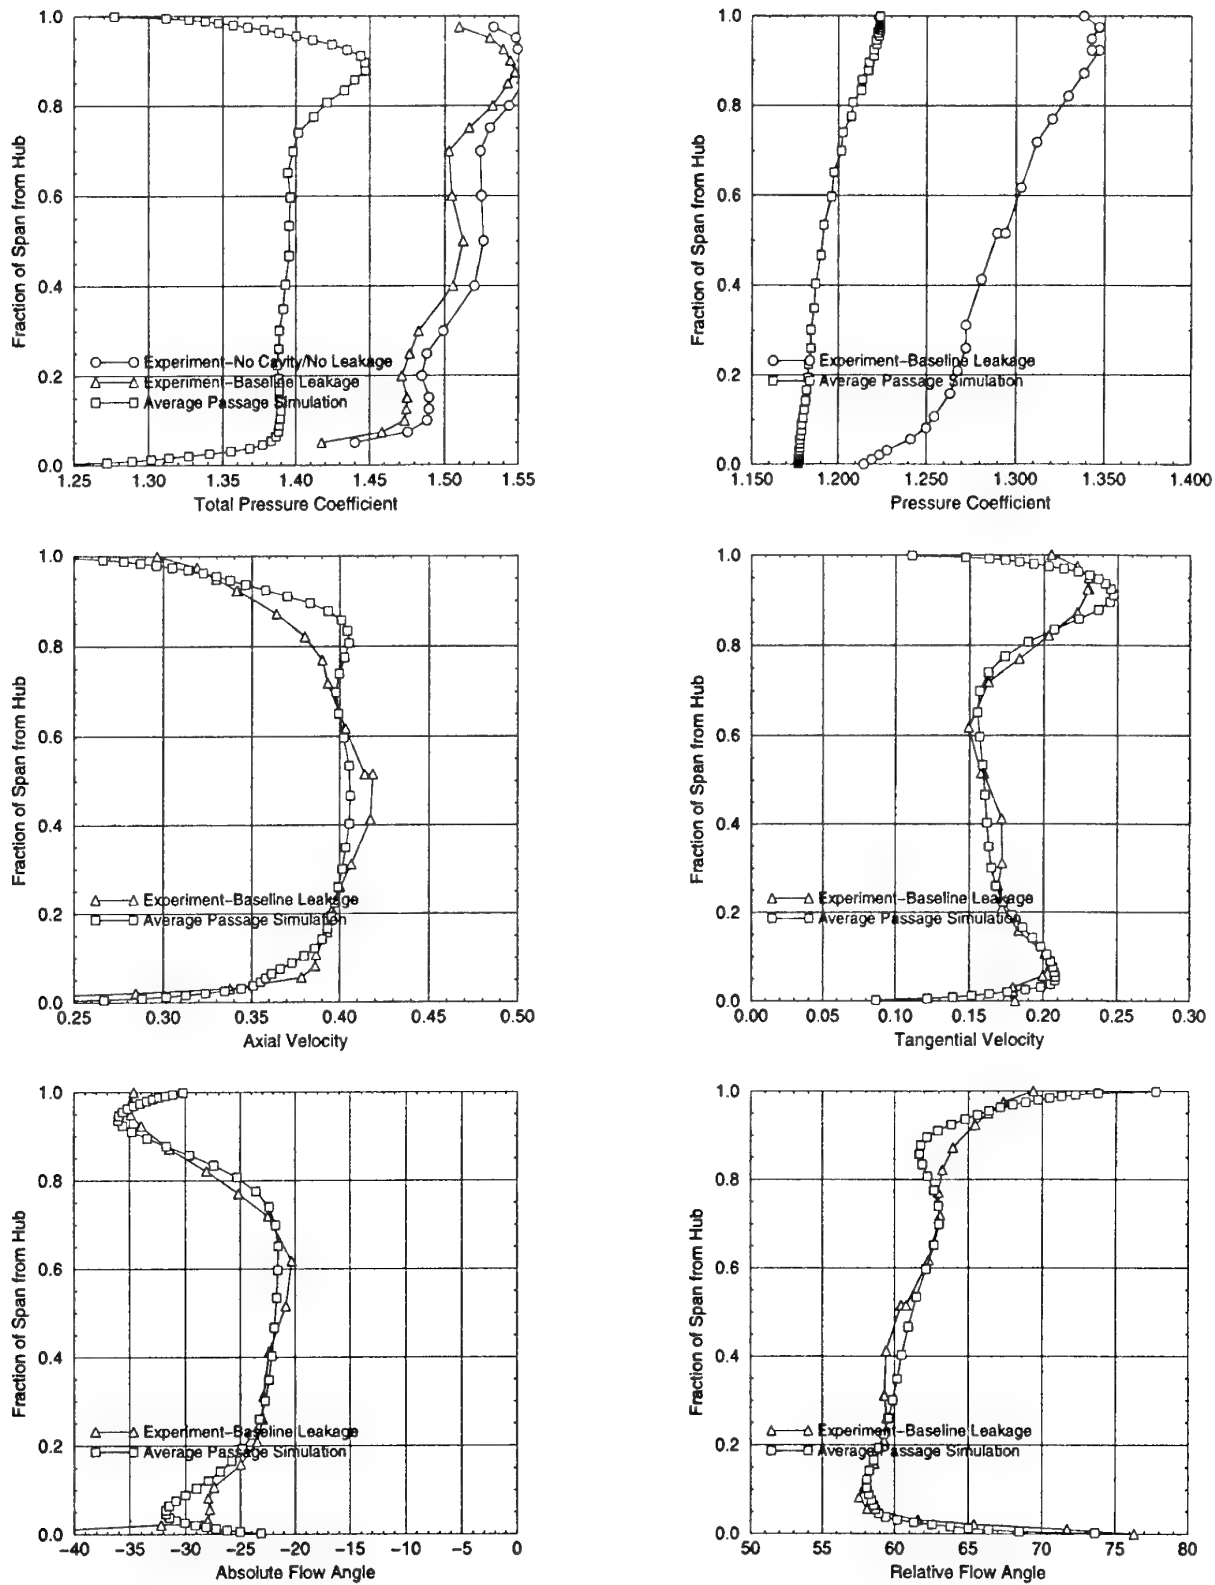 1.0
0.8
0.6
0.4
0.2
0.0
Fraction of Span from Hub
Experiment-No Cavity/No Leakage
Experiment-Baseline Leakage
Average Passage Simulation
1.25 1.30 1.35 1.40 1.45 1.50 1.55
Total Pressure Coefficient
1.0
0.8
0.6
0.4
0.2
0.0
Fraction of Span from Hub
Experiment-Baseline Leakage
Average Passage Simulation
1.150 1.200 1.250 1.300 1.350 1.400
Pressure Coefficient
1.0
0.8
0.6
0.4
0.2
0.0
Fraction of Span from Hub
Experiment-Baseline Leakage
Average Passage Simulation
0.25 0.30 0.35 0.40 0.45 0.50
Axial Velocity
1.0
0.8
0.6
0.4
0.2
0.0
Fraction of Span from Hub
Experiment-Baseline Leakage
Average Passage Simulation
0.00 0.05 0.10 0.15 0.20 0.25 0.30
Tangential Velocity
1.0
0.8
0.6
0.4
0.2
0.0
Fraction of Span from Hub
Experiment-Baseline Leakage
Average Passage Simulation
-40 -35 -30 -25 -20 -15 -10 -5 0
Absolute Flow Angle
1.0
0.8
0.6
0.4
0.2
0.0
Fraction of Span from Hub
Experiment-Baseline Leakage
Average Passage Simulation
50 55 60 65 70 75 80
Relative Flow Angle